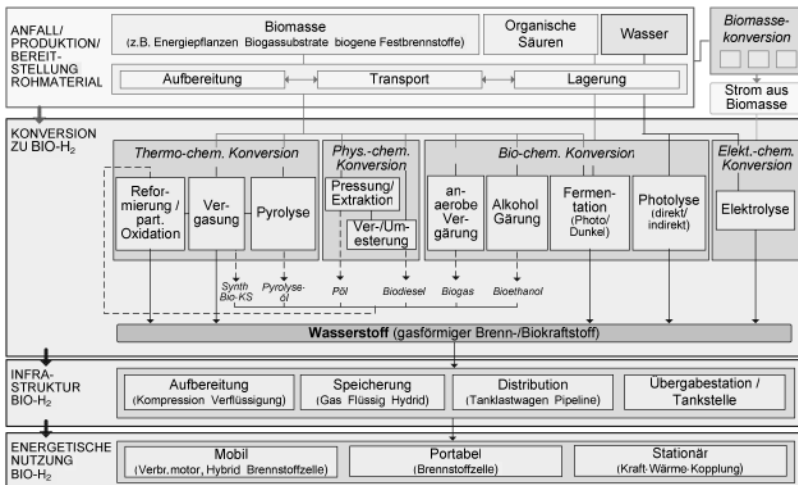 ANFALL/
PRODUKTION/
BEREIT-
STELLUNG
ROHMATERIAL
Biomasse
(z.B. Energiepflanzen Biogassubstrate biogene Festbrennstoffe)
Organische
Säuren
Wasser
Aufbereitung
Transport
Lagerung
Biomasse-
konversion
Strom aus
Biomasse
KONVERSION
ZU BIO-H₂
Thermo-chem. Konversion
Refor-
mierung /
part.
Oxidation
Ver-
gasung
Pyrolyse
Phys.-chem.
Konversion
Pressung/
Extraktion
Ver-/Um-
esterung
Bio-chem. Konversion
an-
aerobe
Ver-
gärung
Alkohol
Gärung
Fermen-
tation
(Photo/
Dunkel)
Photolyse
(direkt/
indirekt)
Elekt.-chem.
Konversion
Elektrolyse
Synth
Bio-KS
Pyrolyse-
öl
Pöl
Biodiesel
Biogas
Bioethanol
Wasserstoff (gasförmiger Brenn-/Biokraftstoff)
INFRA-
STRUKTUR
BIO-H₂
Aufbereitung
(Kompression Verflüssigung)
Speicherung
(Gas Flüssig Hydrid)
Distribution
(Tanklastwagen Pipeline)
Übergabestation /
Tankstelle
ENERGETISCHE
NUTZUNG
BIO-H₂
Mobil
(Verbr.motor, Hybrid Brennstoffzelle)
Portabel
(Brennstoffzelle)
Stationär
(Kraft-Wärme-Kopplung)